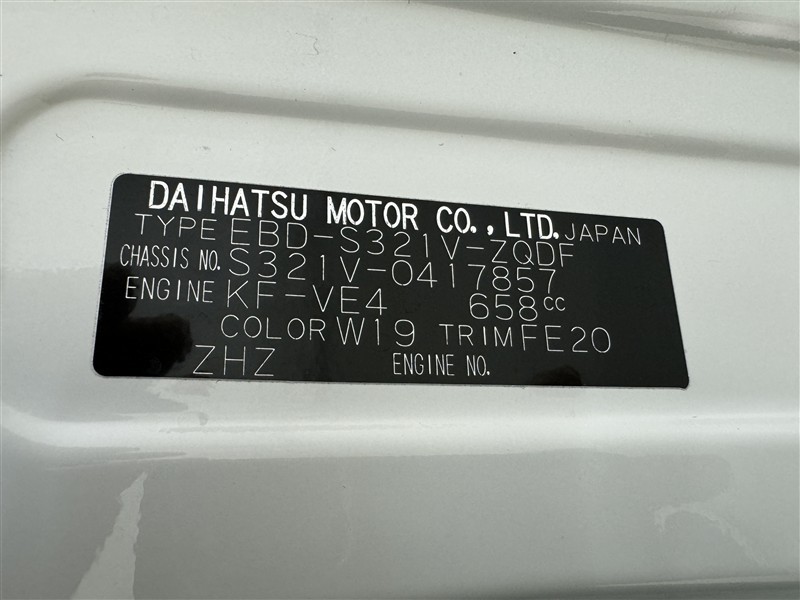 DAIHATSU MOTOR CO., LTD. JAPAN
TYPE EBD-S321V-ZQDF
CHASSIS NO. S321V-0417857
ENGINE KF-VE4 658cc
COLOR W19 TRIM FE20
ZHZ ENGINE NO.